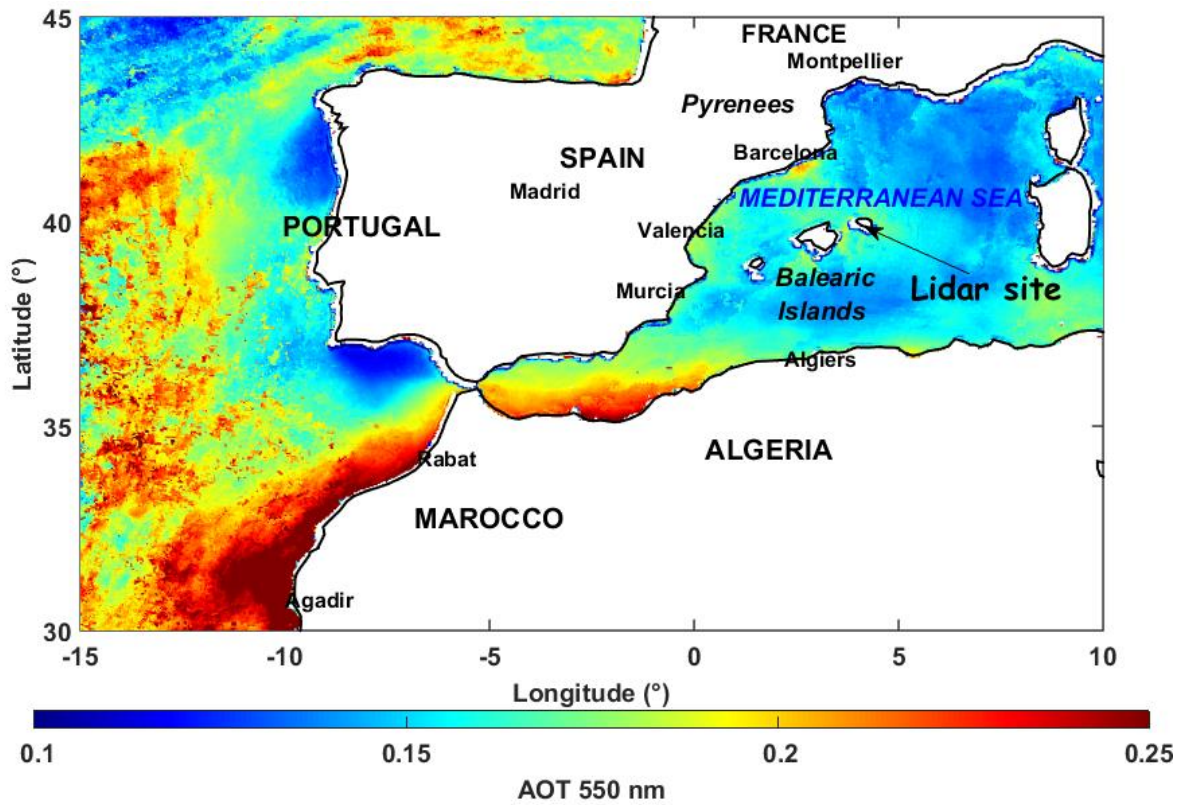 45
FRANCE
Montpellier
Pyrenees
Barcelona
SPAIN
Madrid
MEDITERRANEAN SEA
40
PORTUGAL
Valencia
Balearic
Islands
Lidar site
Murcia
Algiers
Latitude (°)
35
ALGERIA
Rabat
MAROCCO
Agadir
30
-15 -10 -5 0 5 10
Longitude (°)
0.1 0.15 0.2 0.25
AOT 550 nm